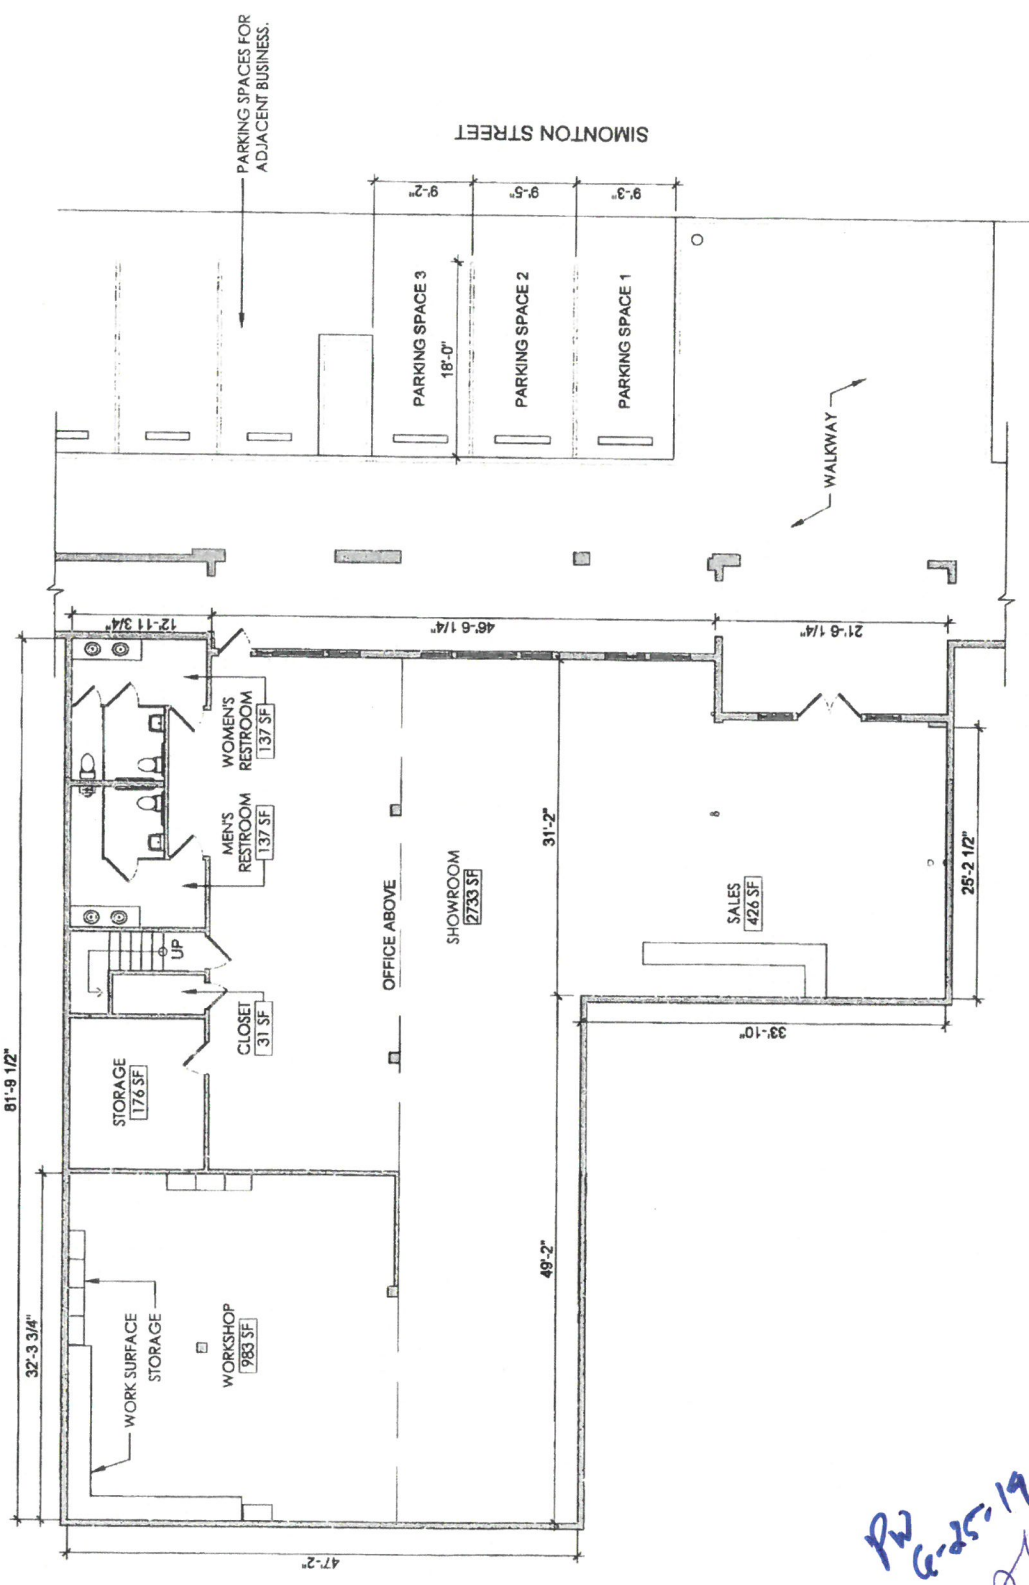 PARKING SPACES FOR
ADJACENT BUSINESS.
SIMONTON STREET
9'-2"
9'-5"
9'-3"
PARKING SPACE 3
18'-0"
PARKING SPACE 2
PARKING SPACE 1
WALKWAY
12'-11 3/4"
46'-6 1/4"
21'-6 1/4"
81'-9 1/2"
WOMEN'S
RESTROOM
137 SF
MEN'S
RESTROOM
137 SF
UP
CLOSET
31 SF
STORAGE
176 SF
OFFICE ABOVE
SHOWROOM
2733 SF
31'-2"
SALES
426 SF
25'-2 1/2"
33'-10"
32'-3 3/4"
WORK SURFACE
STORAGE
WORKSHOP
983 SF
49'-2"
47'-2"
PW
6-25-19